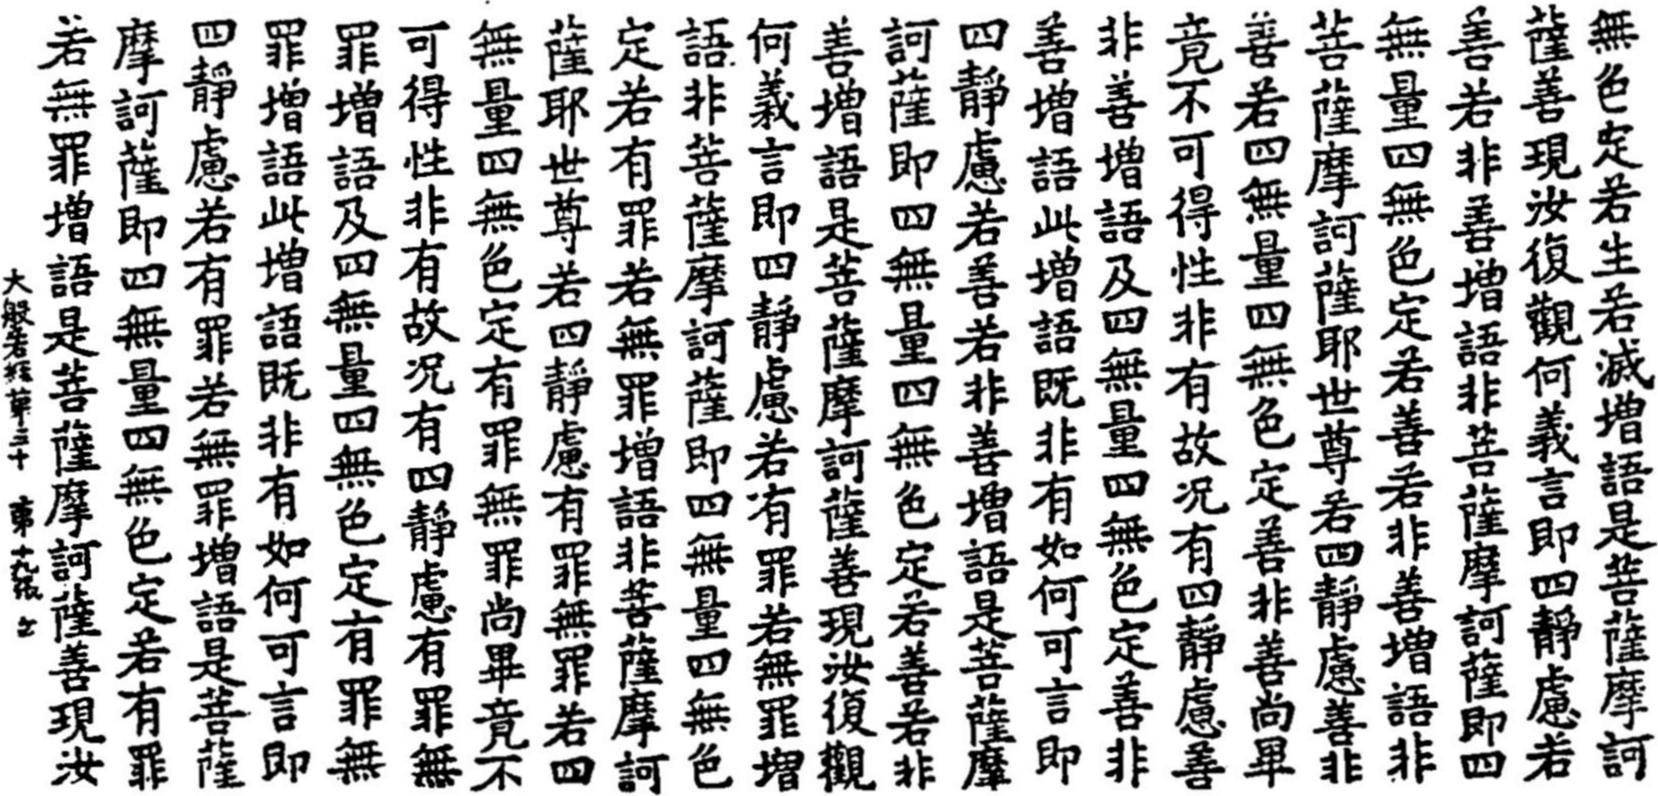 無色定若生若滅增語是菩薩摩訶
薩善現汝復觀何義言即四靜慮若
善若非善增語非菩薩摩訶薩即四
無量四無色定若善若非善增語非
菩薩摩訶薩耶世尊若四靜慮善非
善若四無量四無色定善非善尚畢
竟不可得性非有故况有四靜慮善
非善增語及四無量四無色定善非
善增語此增語既非有如何可言即
四靜慮若善若非善增語是菩薩摩
訶薩即四無量四無色定若善若非
善增語是菩薩摩訶薩善現汝復觀
何義言即四靜慮若有罪若無罪增
語非菩薩摩訶薩即四無量四無色
定若有罪若無罪增語非菩薩摩訶
薩耶世尊若四靜慮有罪無罪若四
無量四無色定有罪無罪尚畢竟不
可得性非有故况有四靜慮有罪無
罪增語及四無量四無色定有罪無
罪增語此增語既非有如何可言即
四靜慮若有罪若無罪增語是菩薩
摩訶薩即四無量四無色定若有罪
若無罪增語是菩薩摩訶薩善現汝
大般若經第三十 第十九張